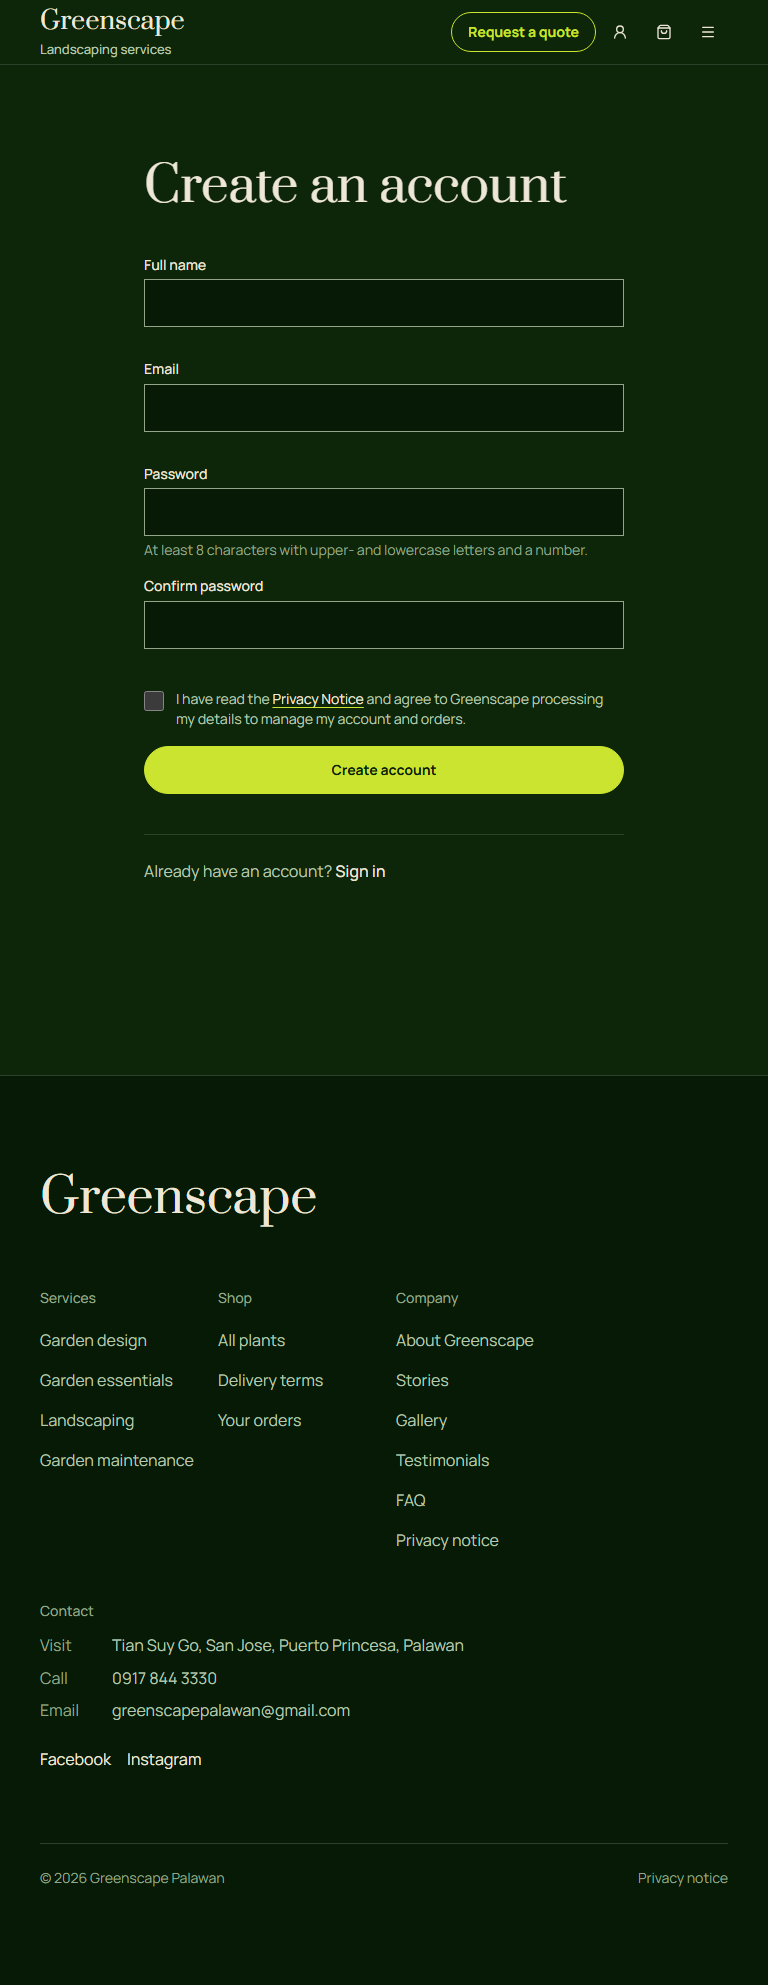 Greenscape
Landscaping services
Request a quote
Create an account
Full name
Email
Password
At least 8 characters with upper- and lowercase letters and a number.
Confirm password
I have read the Privacy Notice and agree to Greenscape processing
my details to manage my account and orders.
Create account
Already have an account? Sign in
Greenscape
Services
Garden design
Garden essentials
Landscaping
Garden maintenance
Shop
All plants
Delivery terms
Your orders
Company
About Greenscape
Stories
Gallery
Testimonials
FAQ
Privacy notice
Contact
Visit Tian Suy Go, San Jose, Puerto Princesa, Palawan
Call 0917 844 3330
Email greenscapepalawan@gmail.com
Facebook Instagram
© 2026 Greenscape Palawan
Privacy notice